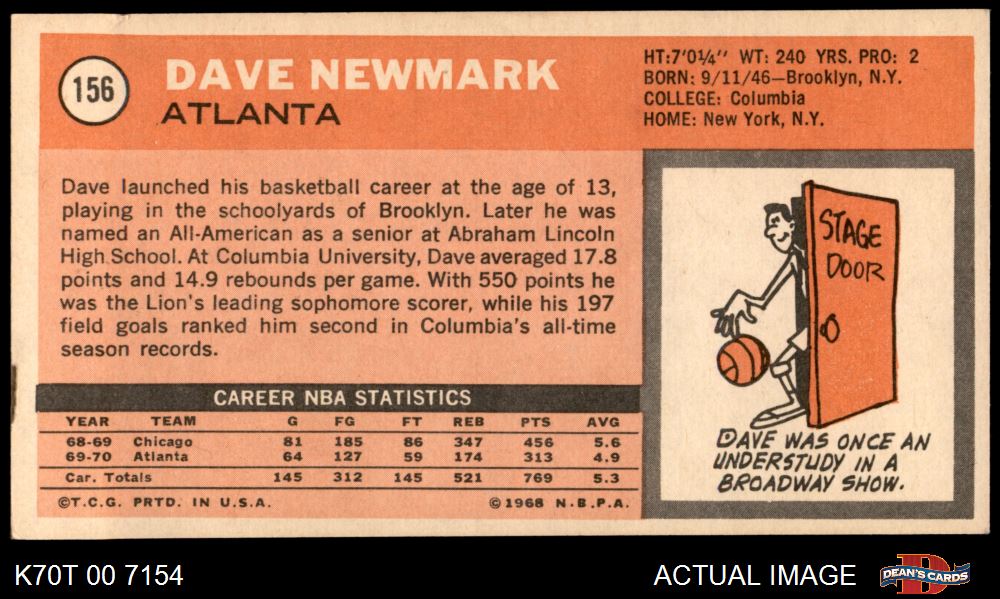 156
DAVE NEWMARK
ATLANTA
HT:7'0¼" WT: 240 YRS. PRO: 2
BORN: 9/11/46—Brooklyn, N.Y.
COLLEGE: Columbia
HOME: New York, N.Y.
Dave launched his basketball career at the age of 13,
playing in the schoolyards of Brooklyn. Later he was
named an All-American as a senior at Abraham Lincoln
High School. At Columbia University, Dave averaged 17.8
points and 14.9 rebounds per game. With 550 points he
was the Lion's leading sophomore scorer, while his 197
field goals ranked him second in Columbia's all-time
season records.
STAGE
DOOR
DAVE WAS ONCE AN
UNDERSTUDY IN A
BROADWAY SHOW.
CAREER NBA STATISTICS
YEAR TEAM G FG FT REB PTS AVG
68-69 Chicago 81 185 86 347 456 5.6
69-70 Atlanta 64 127 59 174 313 4.9
Car. Totals 145 312 145 521 769 5.3
©T.C.G. PRTD. IN U.S.A. ©1968 N.B.P.A.
K70T 00 7154
ACTUAL IMAGE
D
DEAN'S CARDS